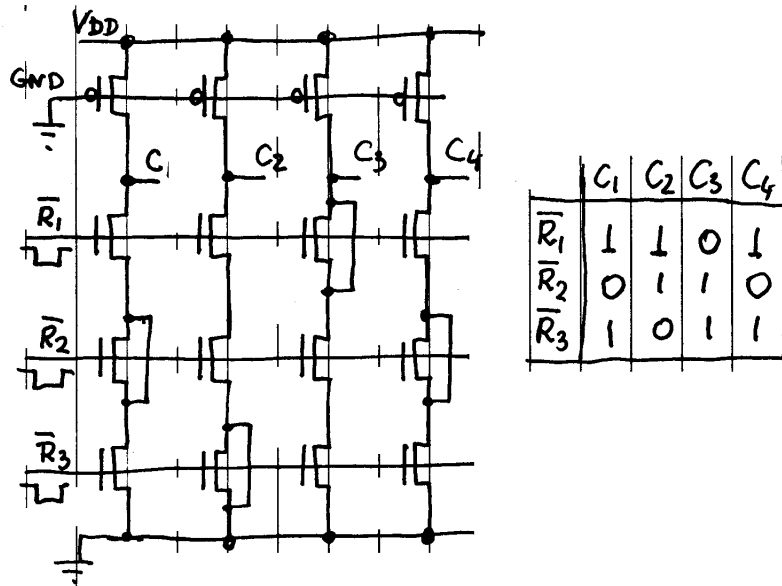 VDD
GND
C C2 C3 C4
R̅1
R̅2
R̅3
C1 C2 C3 C4
R̅1 1 1 0 1
R̅2 0 1 1 0
R̅3 1 0 1 1